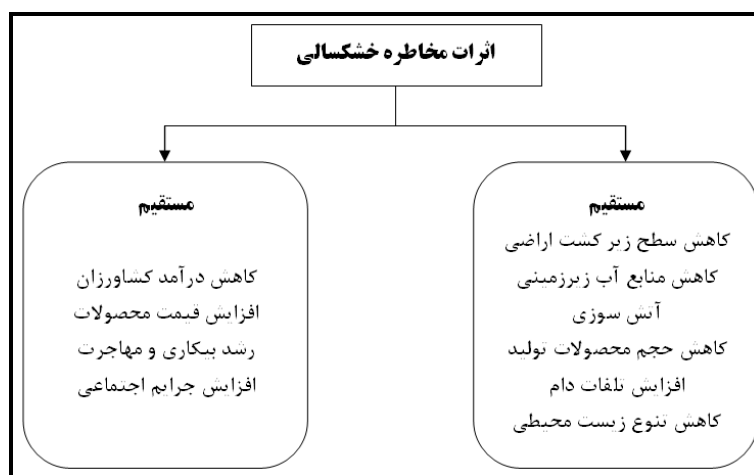 اثرات مخاطره خشکسالی
مستقیم
کاهش سطح زیر کشت اراضی
کاهش منابع آب زیرزمینی
آتش سوزی
کاهش حجم محصولات تولید
افزایش تلفات دام
کاهش تنوع زیست محیطی
مستقیم
کاهش درآمد کشاورزان
افزایش قیمت محصولات
رشد بیکاری و مهاجرت
افزایش جرایم اجتماعی